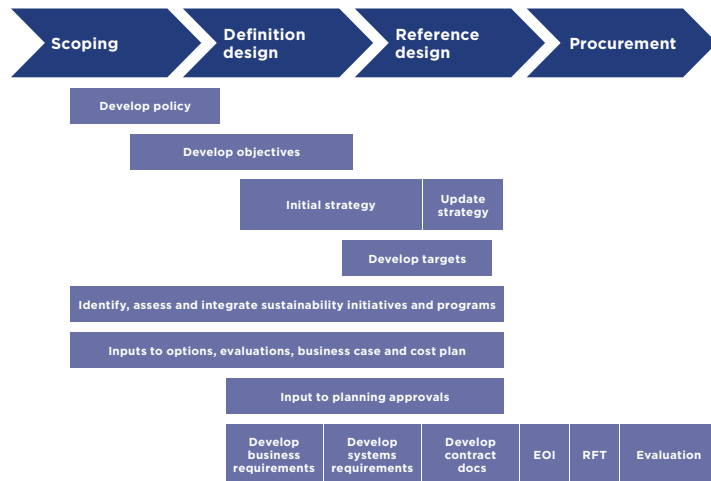 Scoping
Definition
design
Reference
design
Procurement
Develop policy
Develop objectives
Initial strategy
Update
strategy
Develop targets
Identify, assess and integrate sustainability initiatives and programs
Inputs to options, evaluations, business case and cost plan
Input to planning approvals
Develop
business
requirements
Develop
systems
requirements
Develop
contract
docs
EOI
RFT
Evaluation